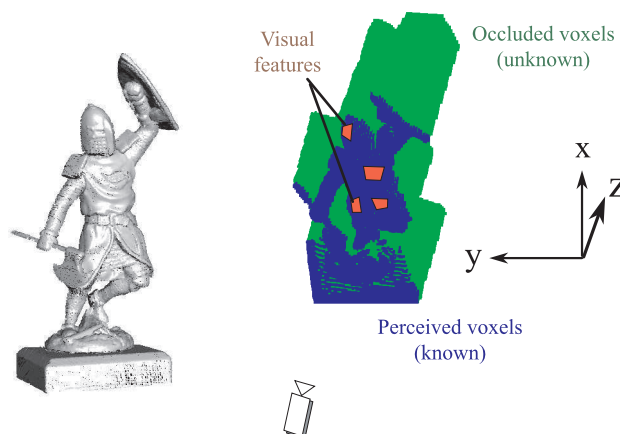 Visual
features
Occluded voxels
(unknown)
x
z
y
Perceived voxels
(known)